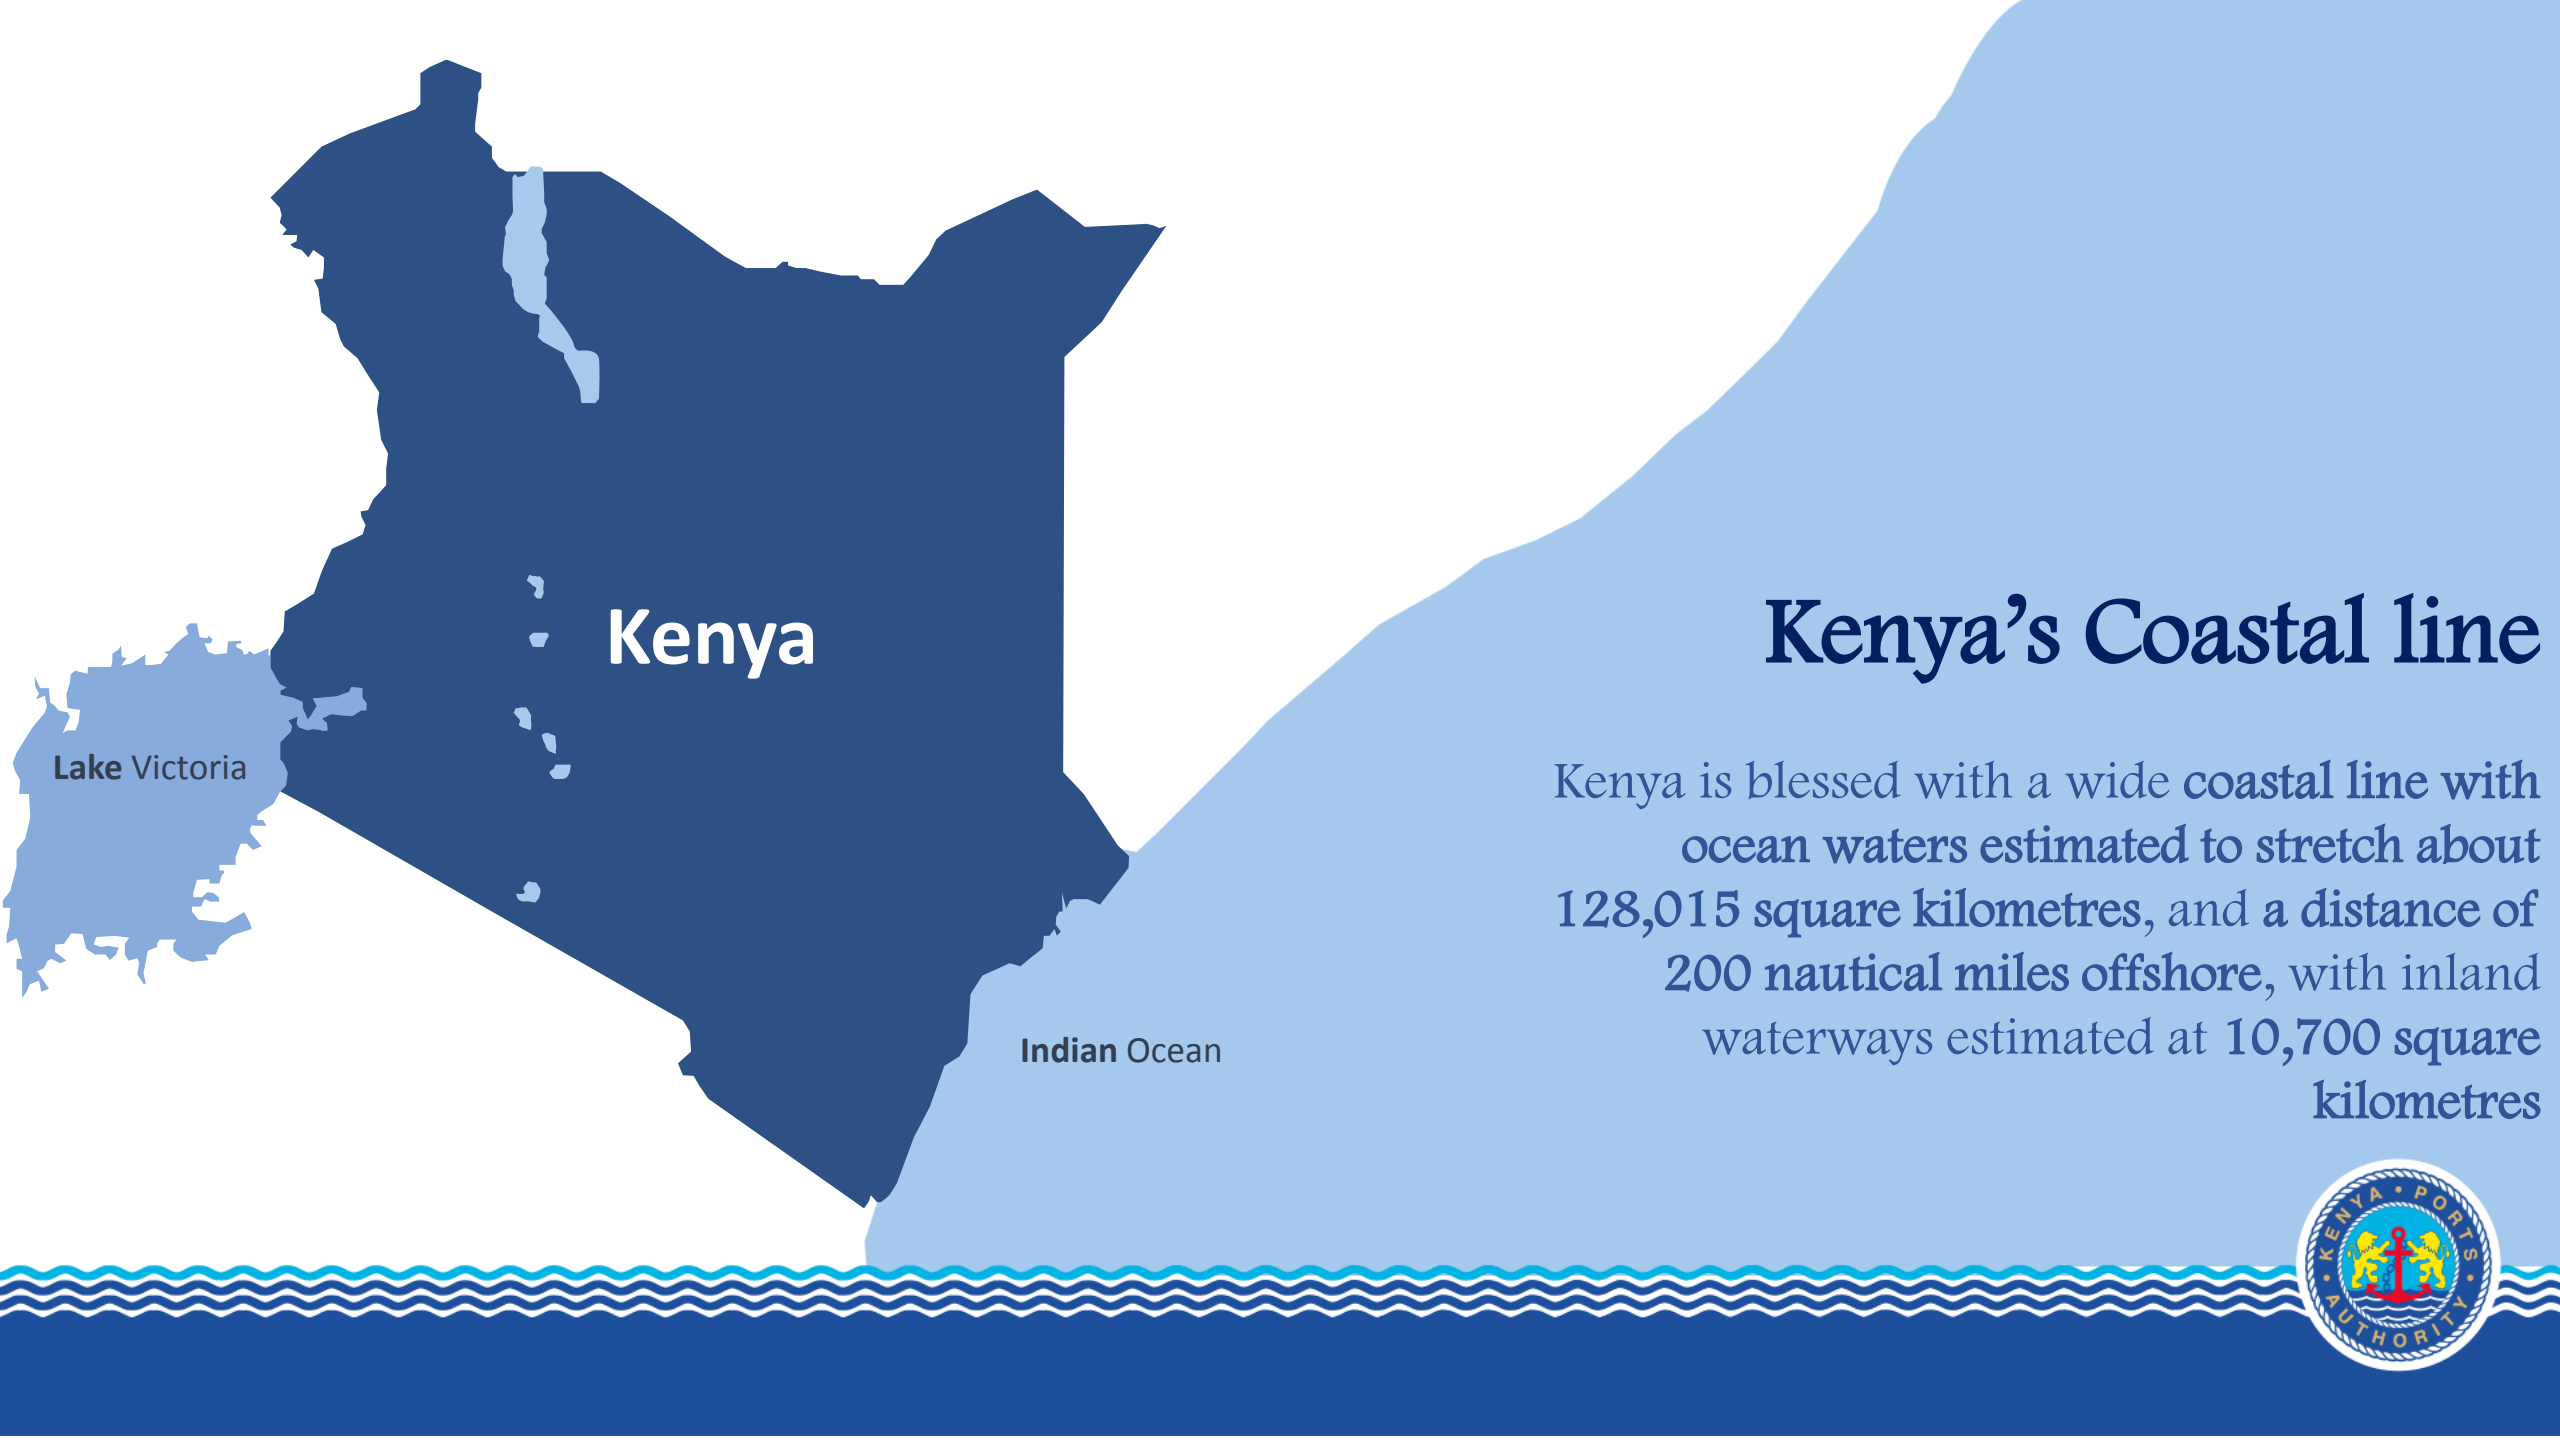 Kenya
Lake Victoria
Indian Ocean
Kenya’s Coastal line
Kenya is blessed with a wide coastal line with
ocean waters estimated to stretch about
128,015 square kilometres, and a distance of
200 nautical miles offshore, with inland
waterways estimated at 10,700 square
kilometres
KENYA • PORTS • AUTHORITY •